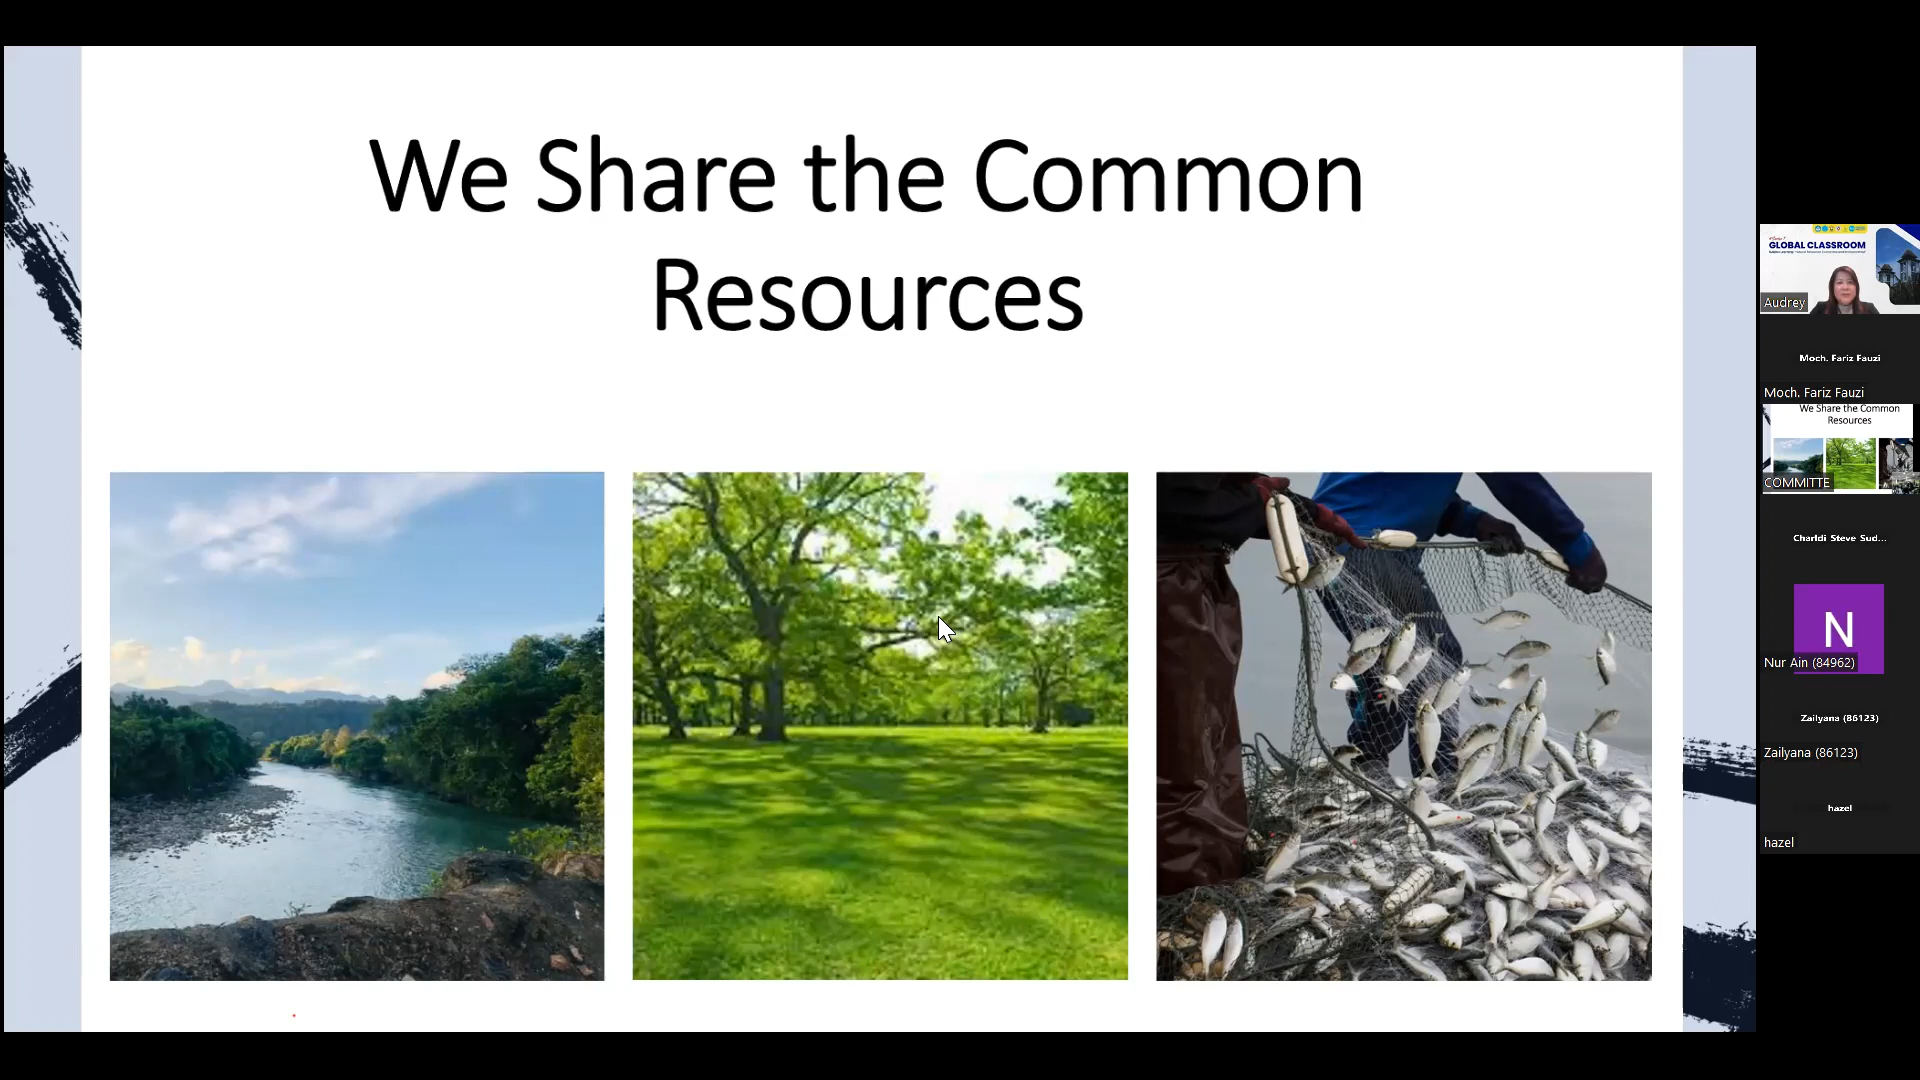 We Share the Common
Resources
GLOBAL CLASSROOM
Audrey
Moch. Fariz Fauzi
Moch. Fariz Fauzi
We Share the Common
Resources
COMMITTE
Charldi Steve Sud...
N
Nur Ain (84962)
Zailyana (86123)
Zailyana (86123)
hazel
hazel